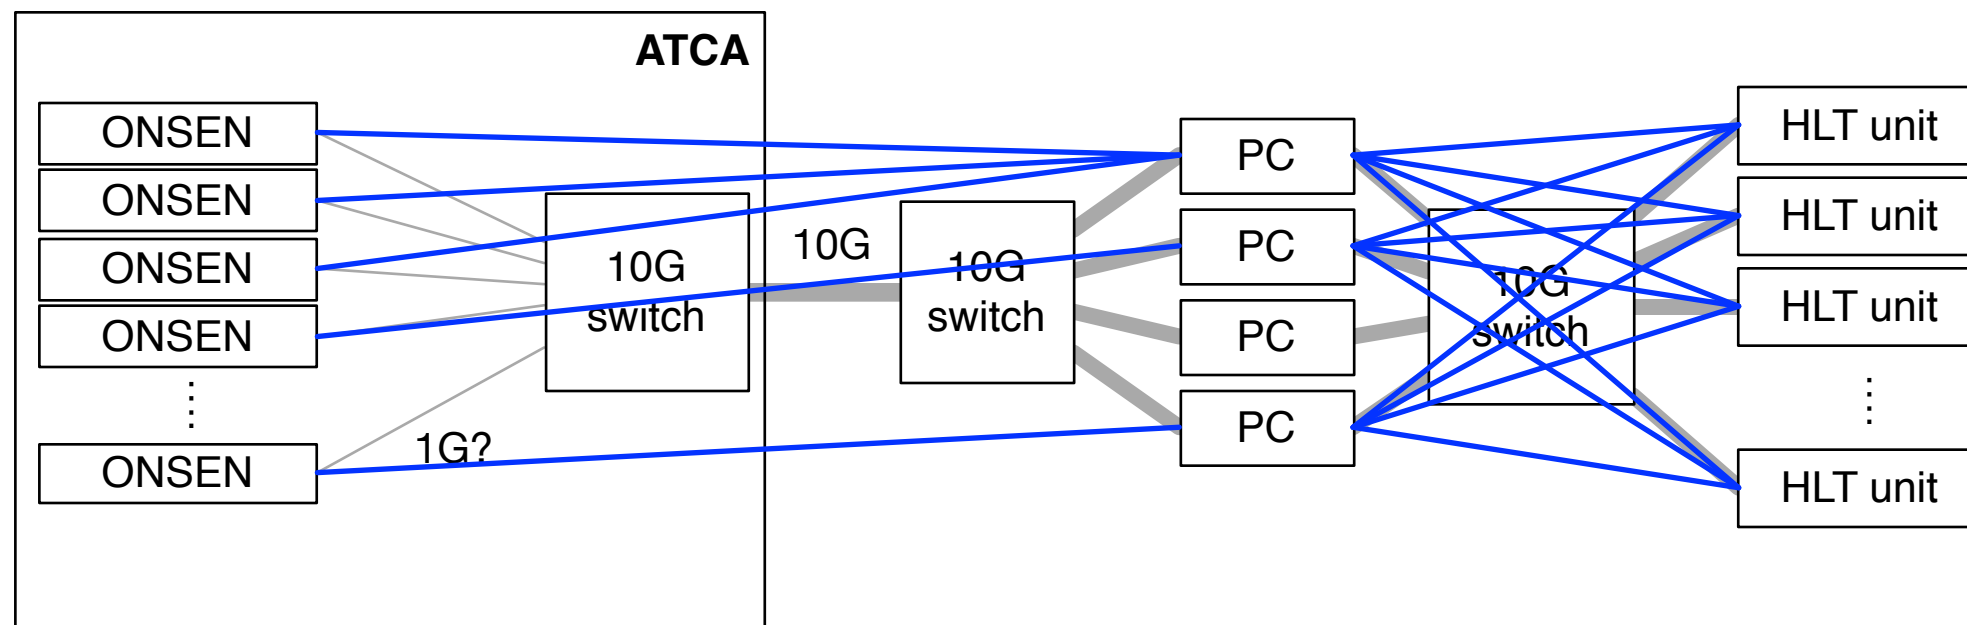 ATCA
ONSEN
ONSEN
ONSEN
ONSEN
ONSEN
1G?
10G
switch
10G
10G
switch
PC
PC
PC
PC
10G
switch
HLT unit
HLT unit
HLT unit
HLT unit